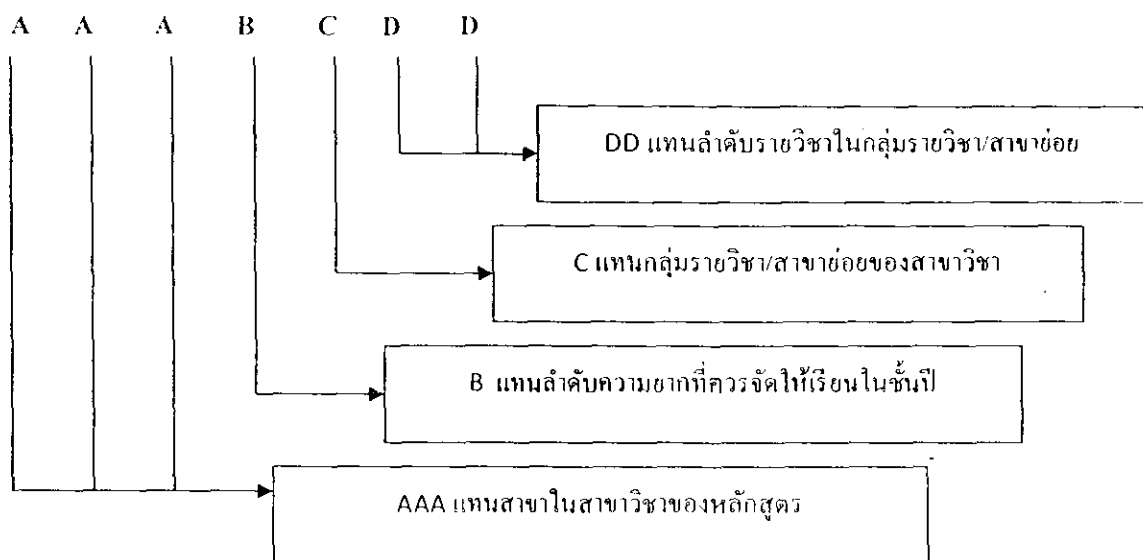 A A A B C D D
DD แทนลำดับรายวิชาในกลุ่มรายวิชา/สาขาย่อย
C แทนกลุ่มรายวิชา/สาขาย่อยของสาขาวิชา
B แทนลำดับความยากที่ควรจัดให้เรียนในชั้นปี
AAA แทนสาขาในสาขาวิชาของหลักสูตร